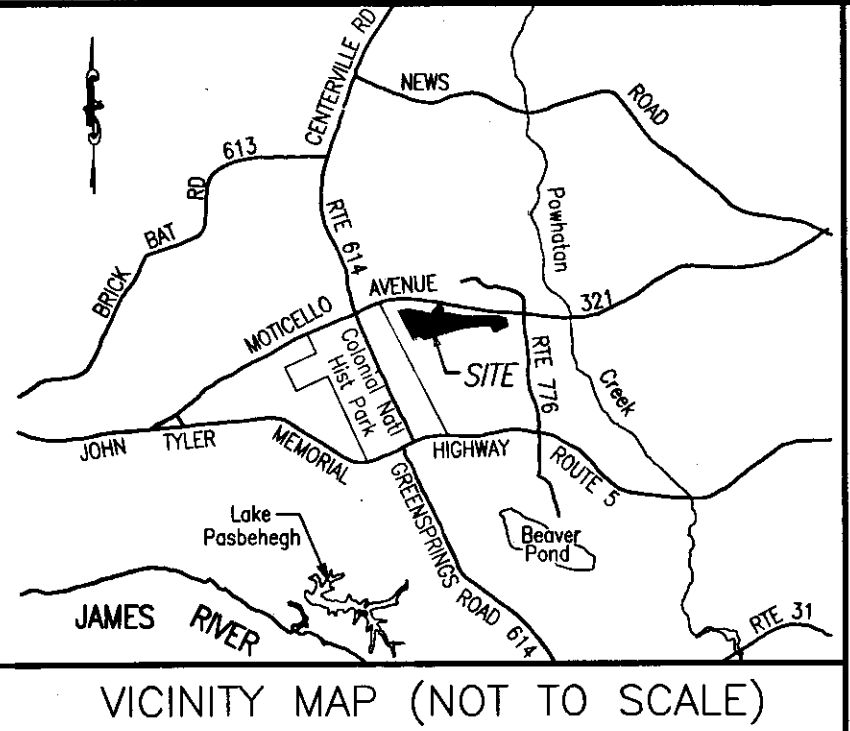 CENTERVILLE RD
NEWS
ROAD
613
BRICK BAT RD
RTE 614
Powhatan
Creek
MOTICELLO
AVENUE
321
Colonial Natl
Hist Park
SITE
RTE 776
JOHN TYLER
MEMORIAL
HIGHWAY
ROUTE 5
GREENSPRINGS ROAD 614
Lake
Pasbehegh
Beaver
Pond
JAMES RIVER
RTE 31
VICINITY MAP (NOT TO SCALE)